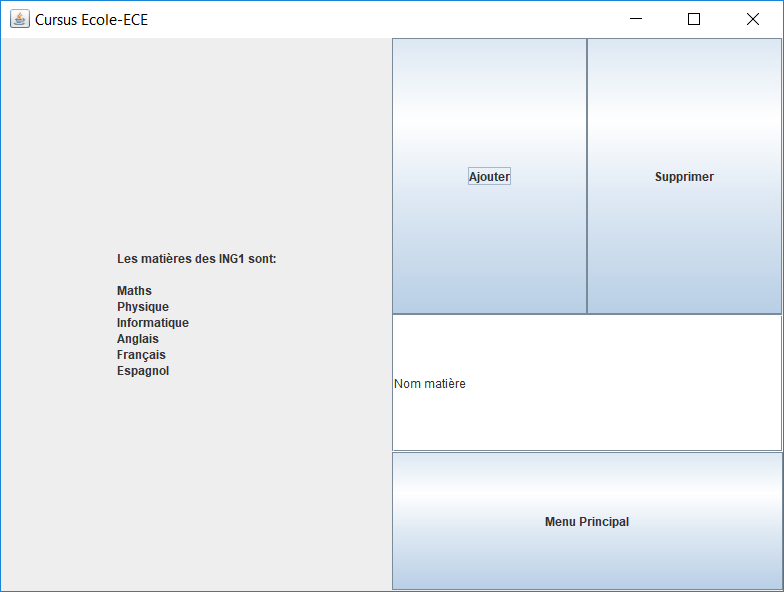 Cursus Ecole-ECE
Les matières des ING1 sont:
Maths
Physique
Informatique
Anglais
Français
Espagnol
Ajouter
Supprimer
Nom matière
Menu Principal